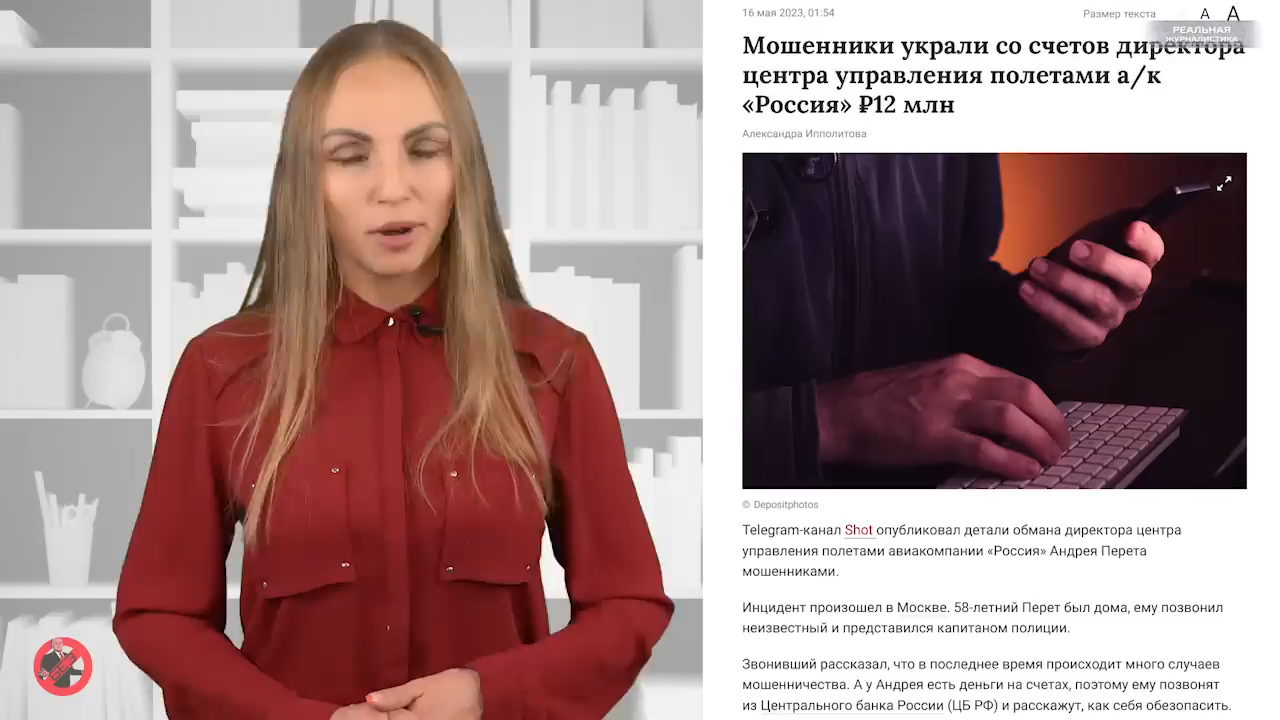 16 мая 2023, 01:54
Размер текста
А А
РЕАЛЬНАЯ
ЖУРНАЛИСТИКА
Мошенники украли со счетов директора
центра управления полетами а/к
«Россия» ₽12 млн
Александра Ипполитова
© Depositphotos
Telegram-канал Shot опубликовал детали обмана директора центра
управления полетами авиакомпании «Россия» Андрея Перета
мошенниками.
Инцидент произошел в Москве. 58-летний Перет был дома, ему позвонил
неизвестный и представился капитаном полиции.
Звонивший рассказал, что в последнее время происходит много случаев
мошенничества. А у Андрея есть деньги на счетах, поэтому ему позвонят
из Центрального банка России (ЦБ РФ) и расскажут, как себя обезопасить.